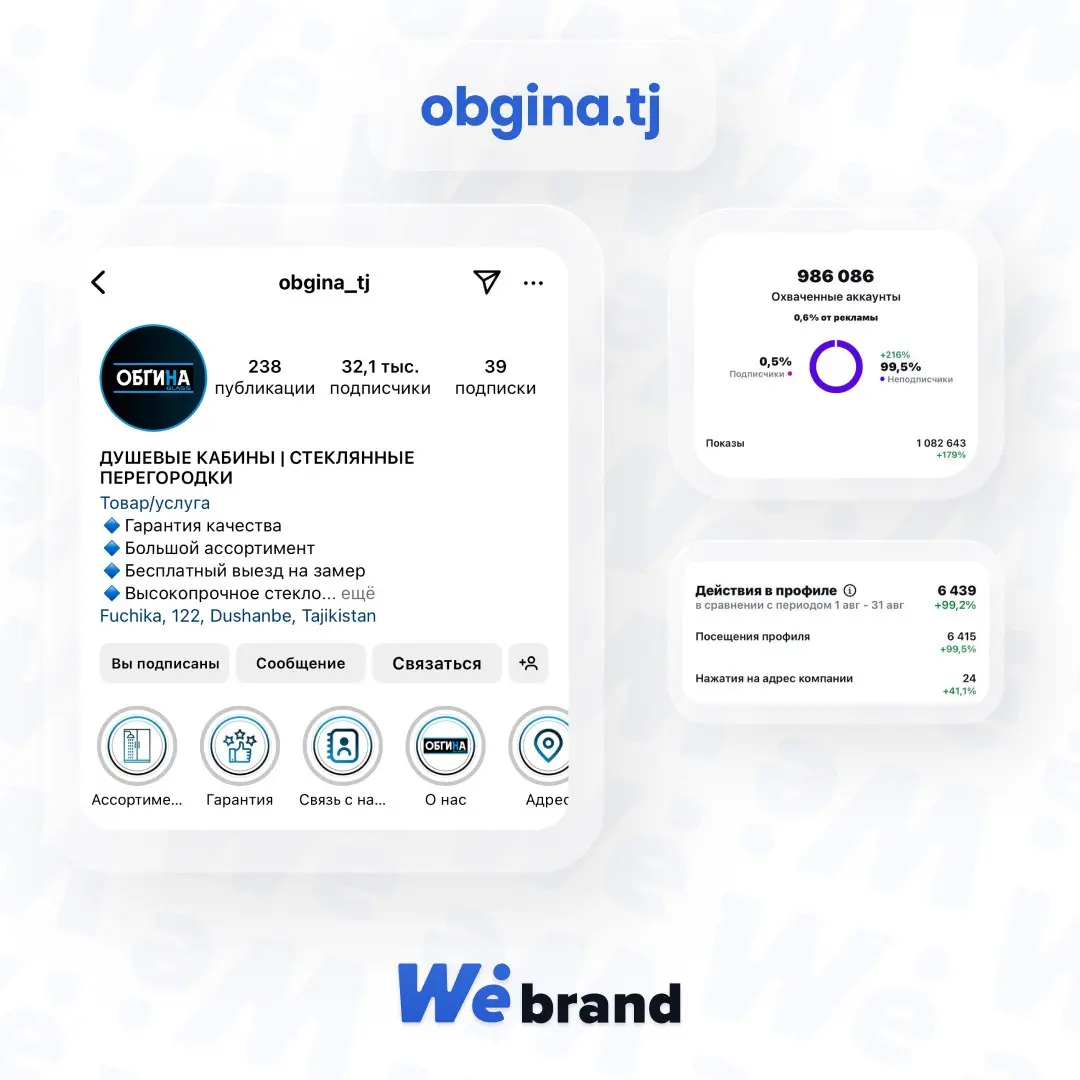 obgina.tj
obgina_tj
ОБГИНА
GLASS
238
публикации
32,1 тыс.
подписчики
39
подписки
ДУШЕВЫЕ КАБИНЫ | СТЕКЛЯННЫЕ
ПЕРЕГОРОДКИ
Товар/услуга
🔷 Гарантия качества
🔷 Большой ассортимент
🔷 Бесплатный выезд на замер
🔷 Высокопрочное стекло... ещё
Fuchika, 122, Dushanbe, Tajikistan
Вы подписаны
Сообщение
Связаться
ОБГИНА
Ассортиме...
Гарантия
Связь с на...
О нас
Адрес
986 086
Охваченные аккаунты
0,6% от рекламы
0,5%
Подписчики
+216%
99,5%
Неподписчики
Показы 1 082 643
+179%
Действия в профиле 6 439
в сравнении с периодом 1 авг - 31 авг +99,2%
Посещения профиля 6 415
+99,5%
Нажатия на адрес компании 24
+41,1%
We brand